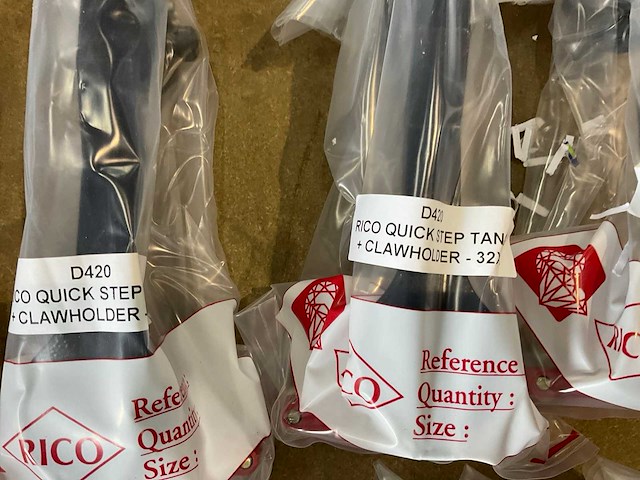 D420
CO QUICK STEP
+ CLAWHOLDER -
RICO
Refe
Quan
Size :
D420
RICO QUICK STEP TAN
+ CLAWHOLDER - 32
CO
Reference
Quantity :
Size :
RIC